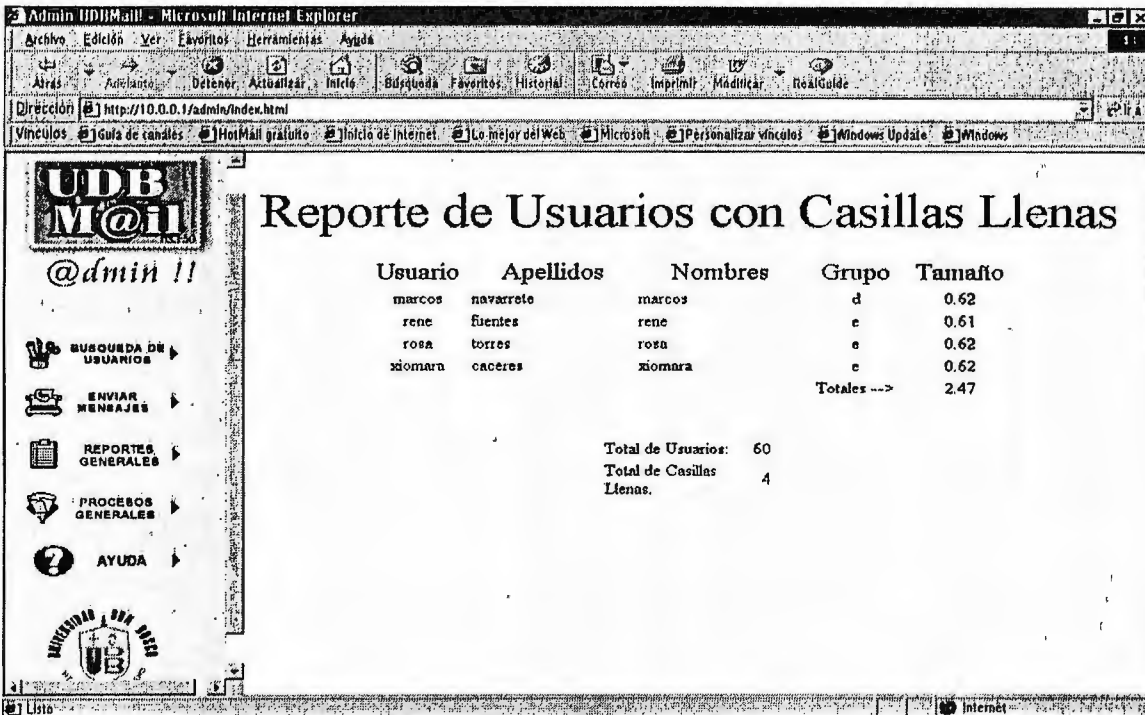 Admin UDBMail! - Microsoft Internet Explorer
Archivo Edición Ver Favoritos Herramientas Ayuda
Atrás Adelante Detener Actualizar Inicio Búsqueda Favoritos Historial Correo Imprimir Modificar RealGuide
Dirección http://10.0.0.1/admin/index.html Ir a
Vínculos Guía de canales HotMail gratuito Inicio de Internet Lo mejor del Web Microsoft Personalizar vínculos Windows Update Windows
UDB
M@il
@dmin !!
BUSQUEDA DE
USUARIOS
ENVIAR
MENSAJES
REPORTES
GENERALES
PROCESOS
GENERALES
AYUDA
UNIVERSIDAD DON BOSCO
UDB
Reporte de Usuarios con Casillas Llenas
Usuario Apellidos Nombres Grupo Tamaño
marcos navarrete marcos d 0.62
rene fuentes rene e 0.61
rosa torres rosa e 0.62
xiomara caceres xiomara e 0.62
Totales ---> 2.47
Total de Usuarios: 60
Total de Casillas
Llenas. 4
Listo Internet